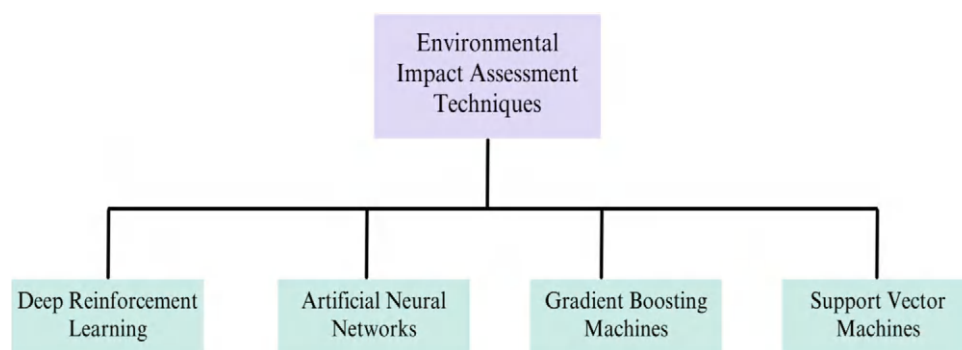 Environmental
Impact Assessment
Techniques
Deep Reinforcement
Learning
Artificial Neural
Networks
Gradient Boosting
Machines
Support Vector
Machines